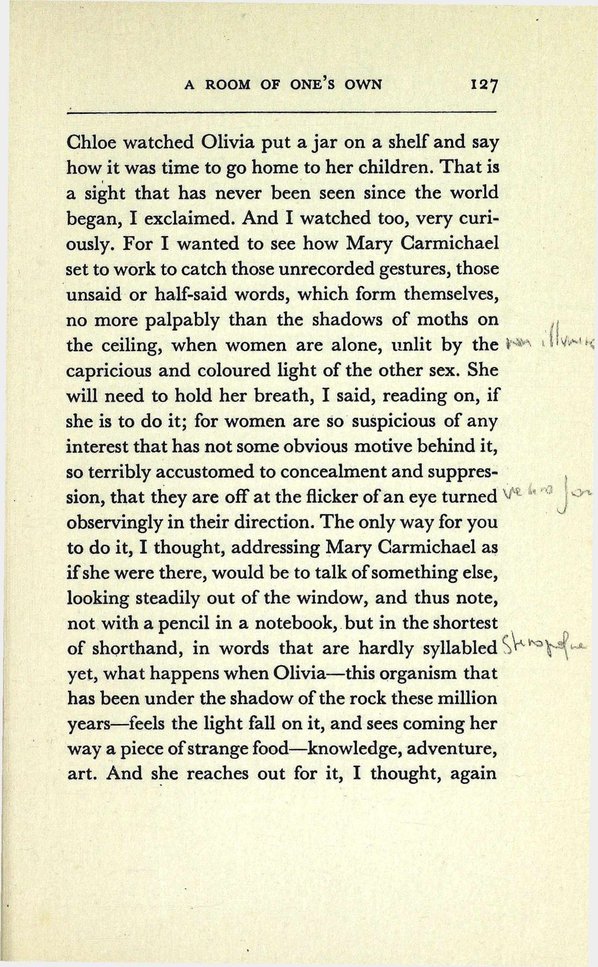 A ROOM OF ONE'S OWN 127
Chloe watched Olivia put a jar on a shelf and say
how it was time to go home to her children. That is
a sight that has never been seen since the world
began, I exclaimed. And I watched too, very curi-
ously. For I wanted to see how Mary Carmichael
set to work to catch those unrecorded gestures, those
unsaid or half-said words, which form themselves,
no more palpably than the shadows of moths on
the ceiling, when women are alone, unlit by the
capricious and coloured light of the other sex. She
will need to hold her breath, I said, reading on, if
she is to do it; for women are so suspicious of any
interest that has not some obvious motive behind it,
so terribly accustomed to concealment and suppres-
sion, that they are off at the flicker of an eye turned
observingly in their direction. The only way for you
to do it, I thought, addressing Mary Carmichael as
if she were there, would be to talk of something else,
looking steadily out of the window, and thus note,
not with a pencil in a notebook, but in the shortest
of shorthand, in words that are hardly syllabled
yet, what happens when Olivia—this organism that
has been under the shadow of the rock these million
years—feels the light fall on it, and sees coming her
way a piece of strange food—knowledge, adventure,
art. And she reaches out for it, I thought, again